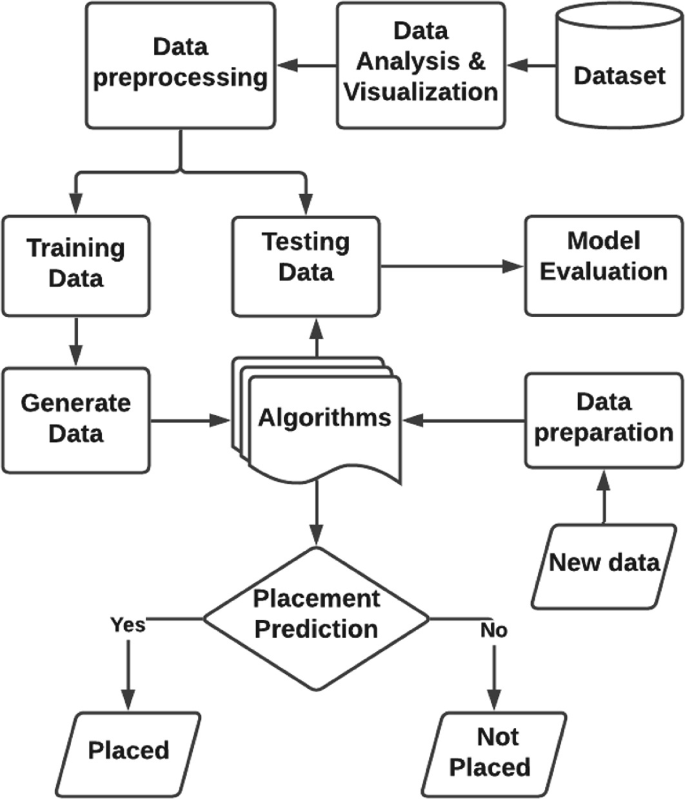 Data
preprocessing
Data
Analysis &
Visualization
Dataset
Training
Data
Testing
Data
Model
Evaluation
Generate
Data
Algorithms
Data
preparation
New data
Placement
Prediction
Yes
No
Placed
Not
Placed